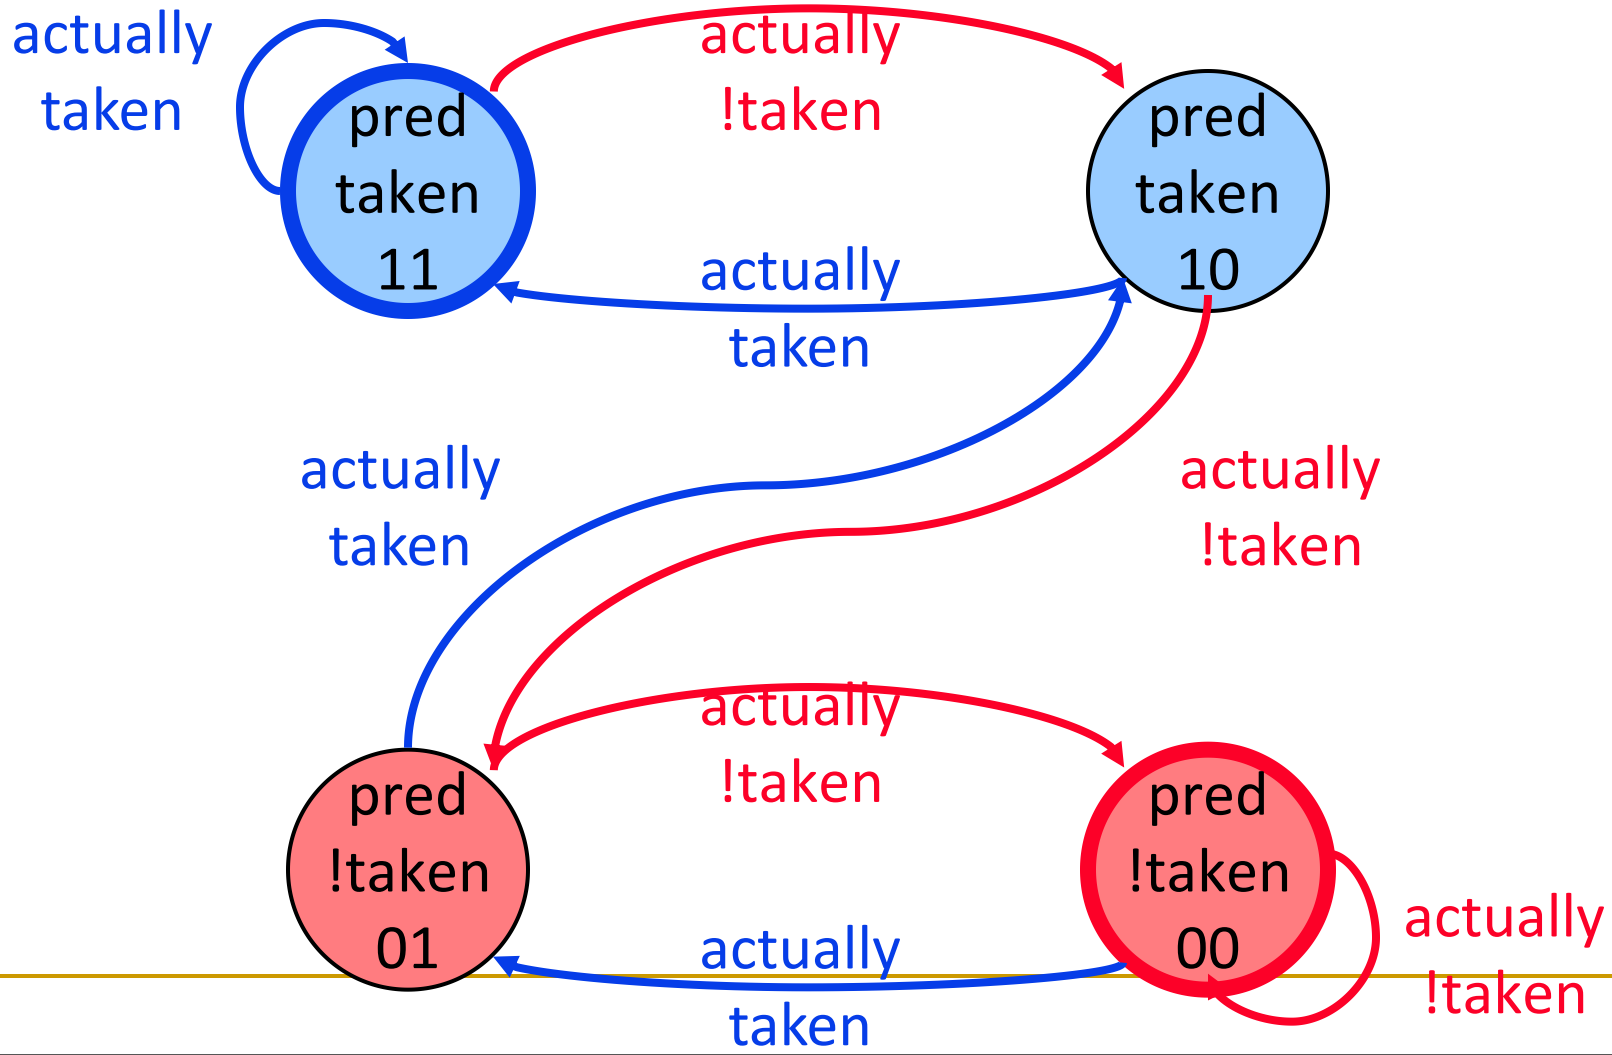 actually
taken
actually
!taken
pred
taken
11
pred
taken
10
actually
taken
actually
taken
actually
!taken
actually
!taken
pred
!taken
01
pred
!taken
00
actually
taken
actually
!taken